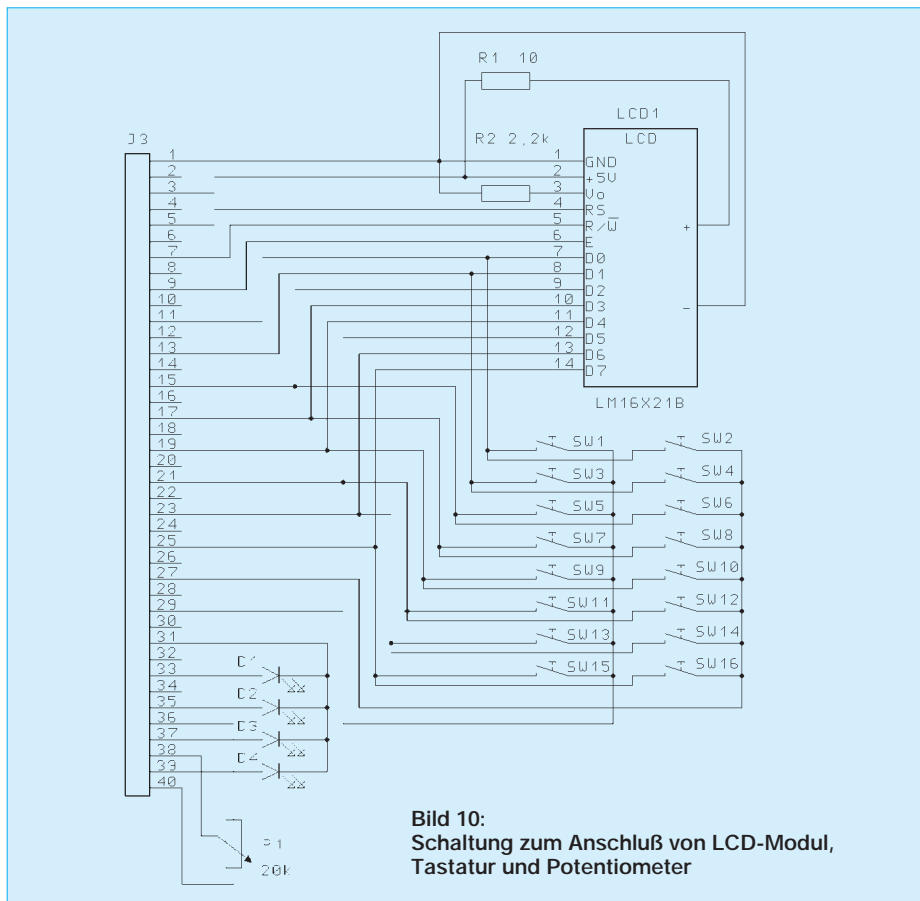 R1 10
LCD1
J3
LCD
R2 2,2k
1 1 GND
2 2 +5V
3 3 Vo
4 4 RS
5 5 R/W
6 6 E
7 7 D0
8 8 D1
9 9 D2
10 10 D3
11 11 D4
12 12 D5
13 13 D6
14 14 D7
15
16 LM16X21B
17
18
19 SW1 SW2
20
21 SW3 SW4
22
23 SW5 SW6
24
25 SW7 SW8
26
27 SW9 SW10
28
29 SW11 SW12
30
31 SW13 SW14
32 D1
33 SW15 SW16
34 D2
35
36 D3
37
38 D4
39
40
+
-
P1
20k
Bild 10:
Schaltung zum Anschluß von LCD-Modul,
Tastatur und Potentiometer